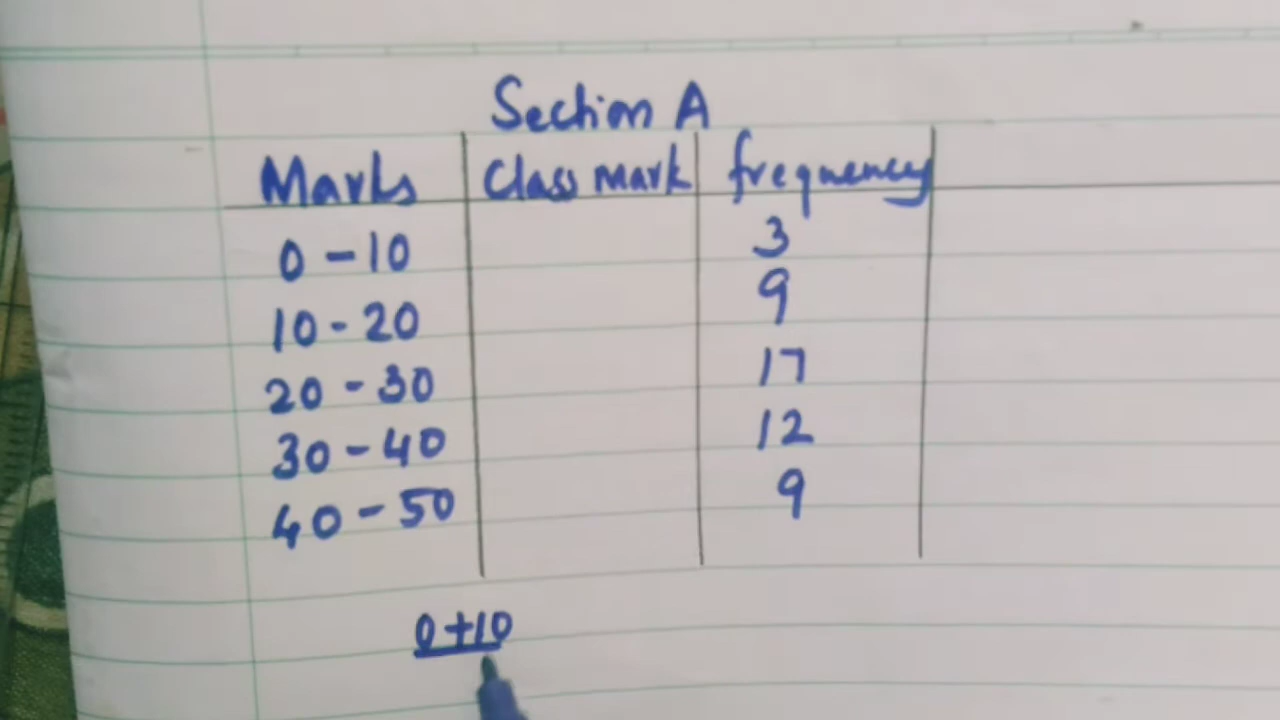 Section A
Marks Class mark frequency
0 - 10 3
10 - 20 9
20 - 30 17
30 - 40 12
40 - 50 9
0 + 10